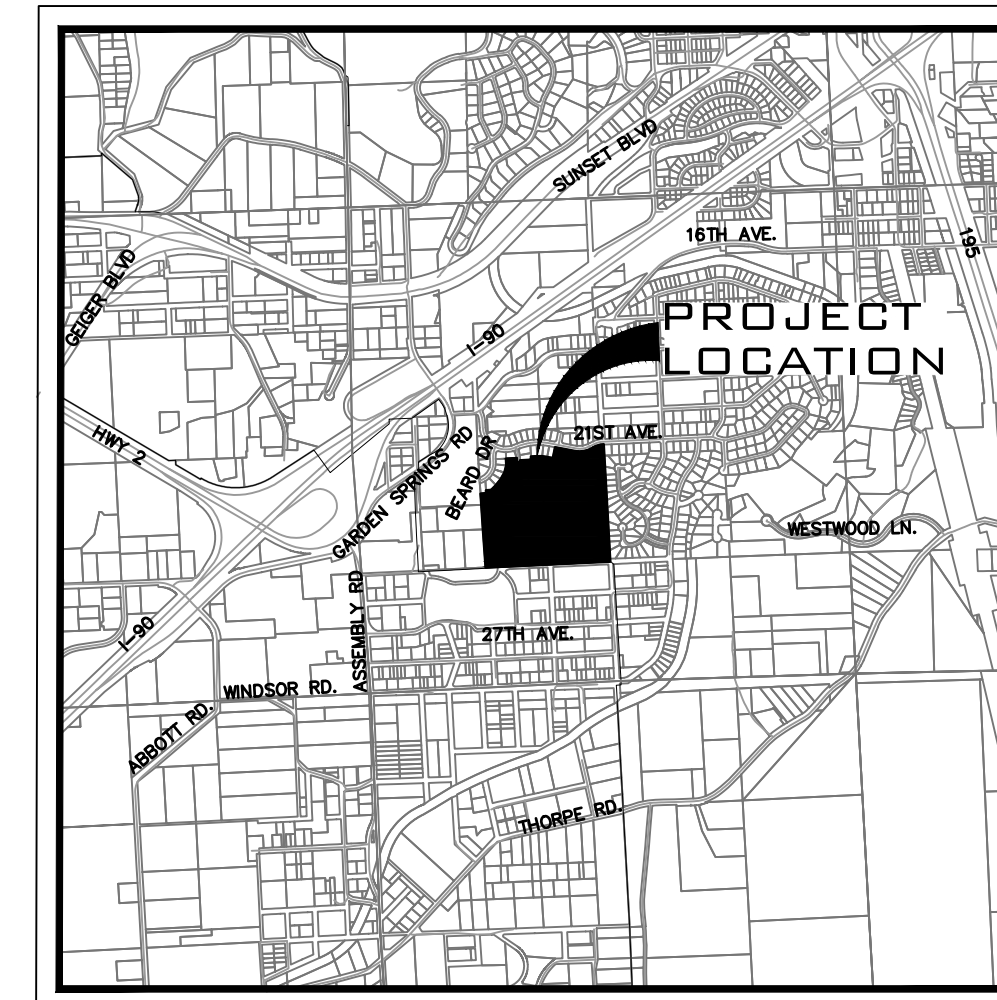 SUNSET BLVD
16TH AVE.
195
GEIGER BLVD
PROJECT
LOCATION
I-90
HWY 2
21ST AVE.
GARDEN SPRINGS RD
BEARD DR
WESTWOOD LN.
ASSEMBLY RD
I-90
27TH AVE.
WINDSOR RD.
ABBOTT RD.
THORPE RD.